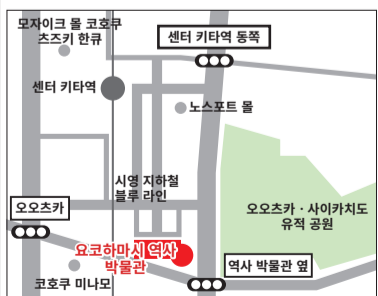 모자이크 몰 코호쿠
츠즈키 한큐
센터 키타역 동쪽
센터 키타역
노스포트 몰
시영 지하철
블루 라인
오오츠카
오오츠카 · 사이카치도
유적 공원
요코하마시 역사
박물관
역사 박물관 옆
코호쿠 미나모